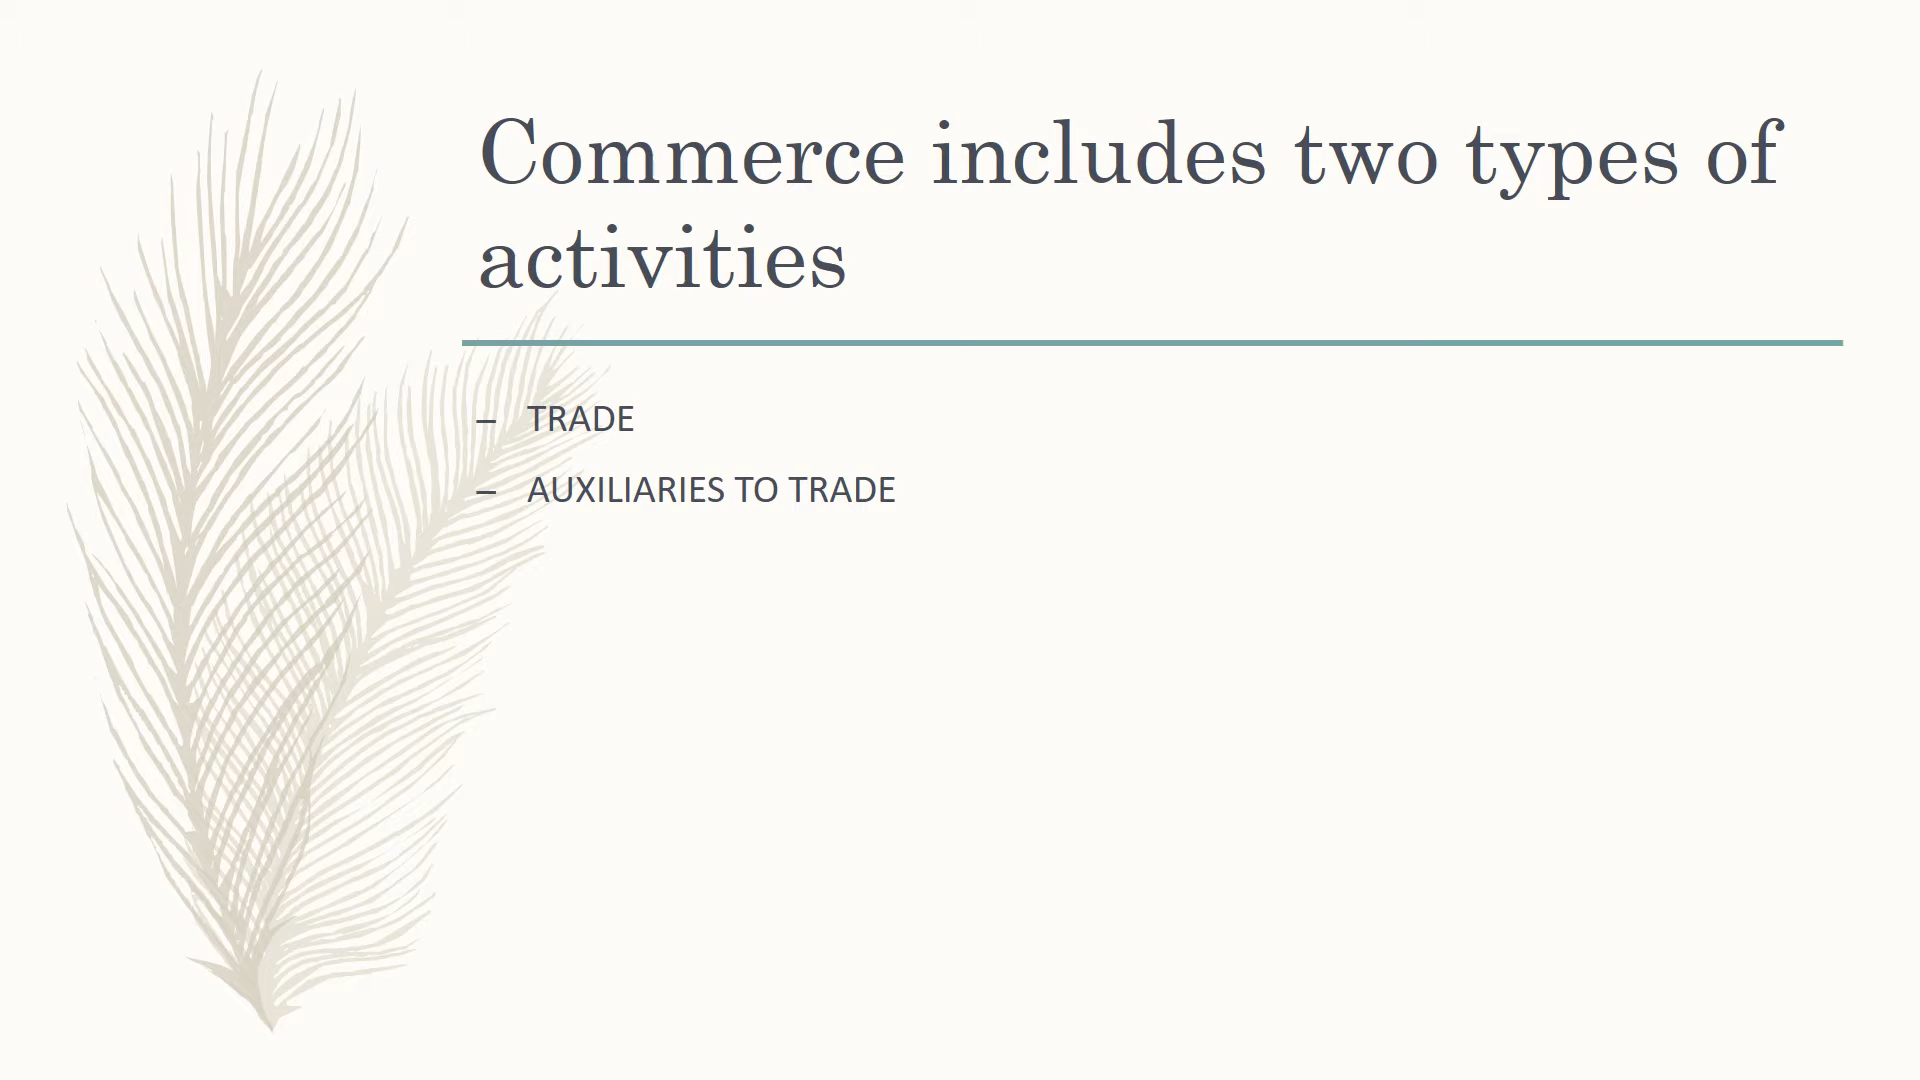 Commerce includes two types of
activities
– TRADE
– AUXILIARIES TO TRADE